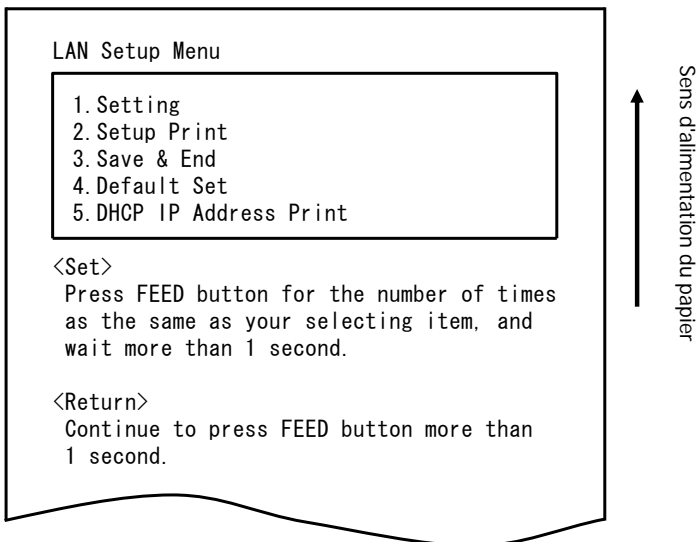 LAN Setup Menu
1.Setting
2.Setup Print
3.Save & End
4.Default Set
5.DHCP IP Address Print
<Set>
Press FEED button for the number of times
as the same as your selecting item, and
wait more than 1 second.
<Return>
Continue to press FEED button more than
1 second.
Sens d'alimentation du papier